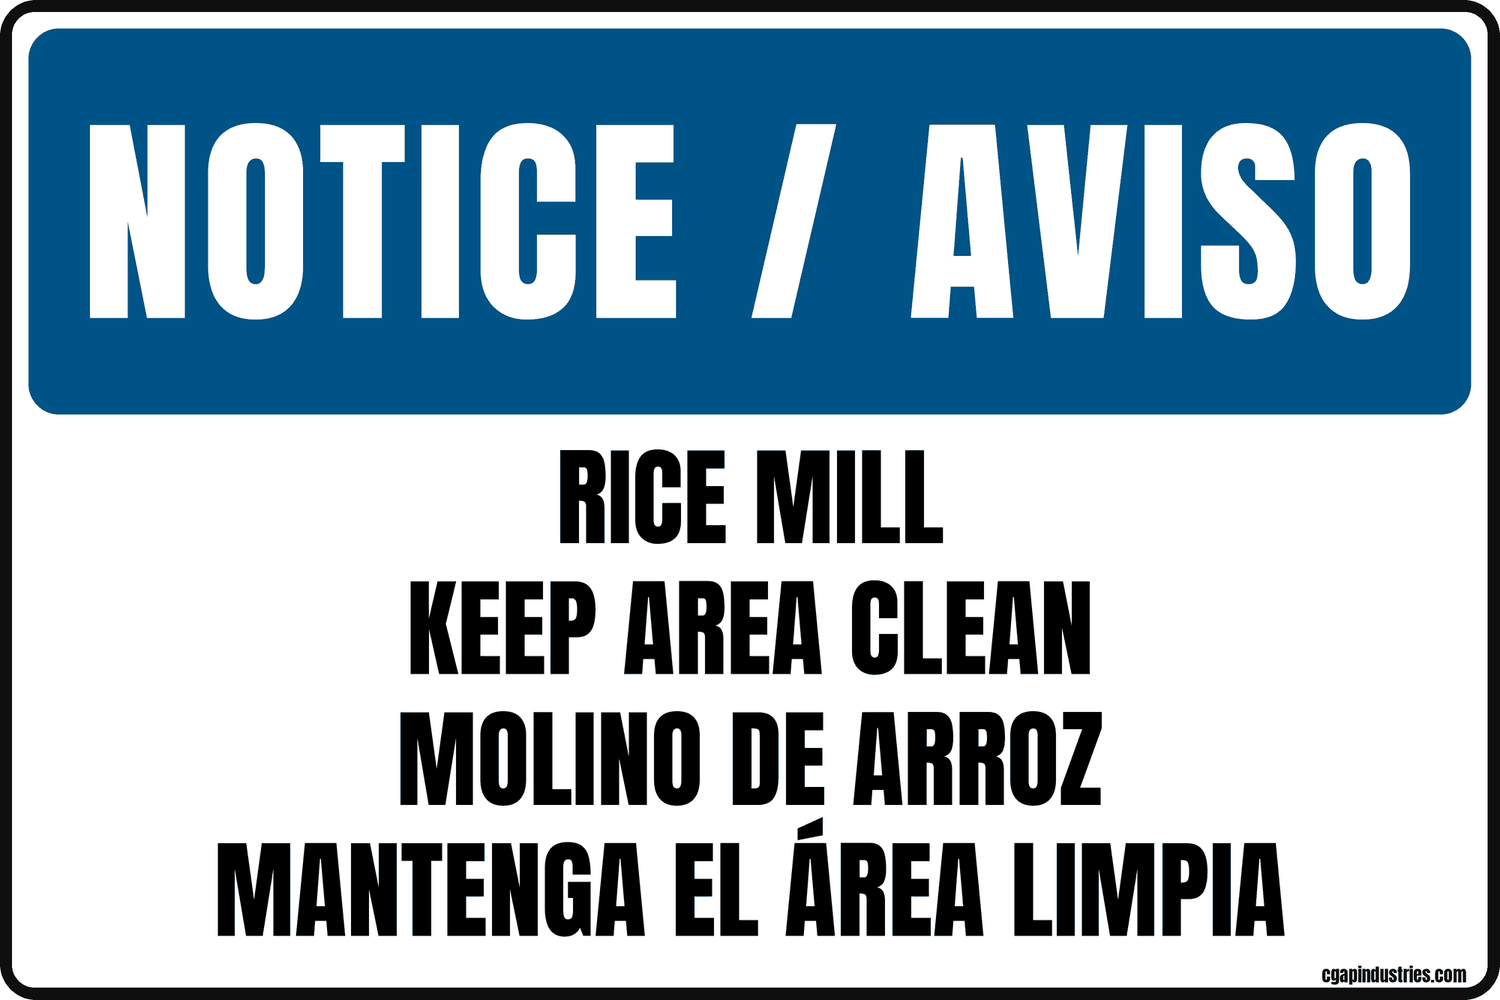 NOTICE / AVISO
RICE MILL
KEEP AREA CLEAN
MOLINO DE ARROZ
MANTENGA EL ÁREA LIMPIA
cgapindustries.com